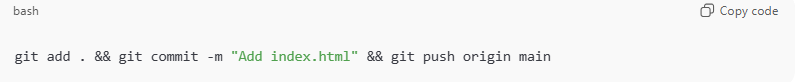 bash
Copy code
git add . && git commit -m "Add index.html" && git push origin main